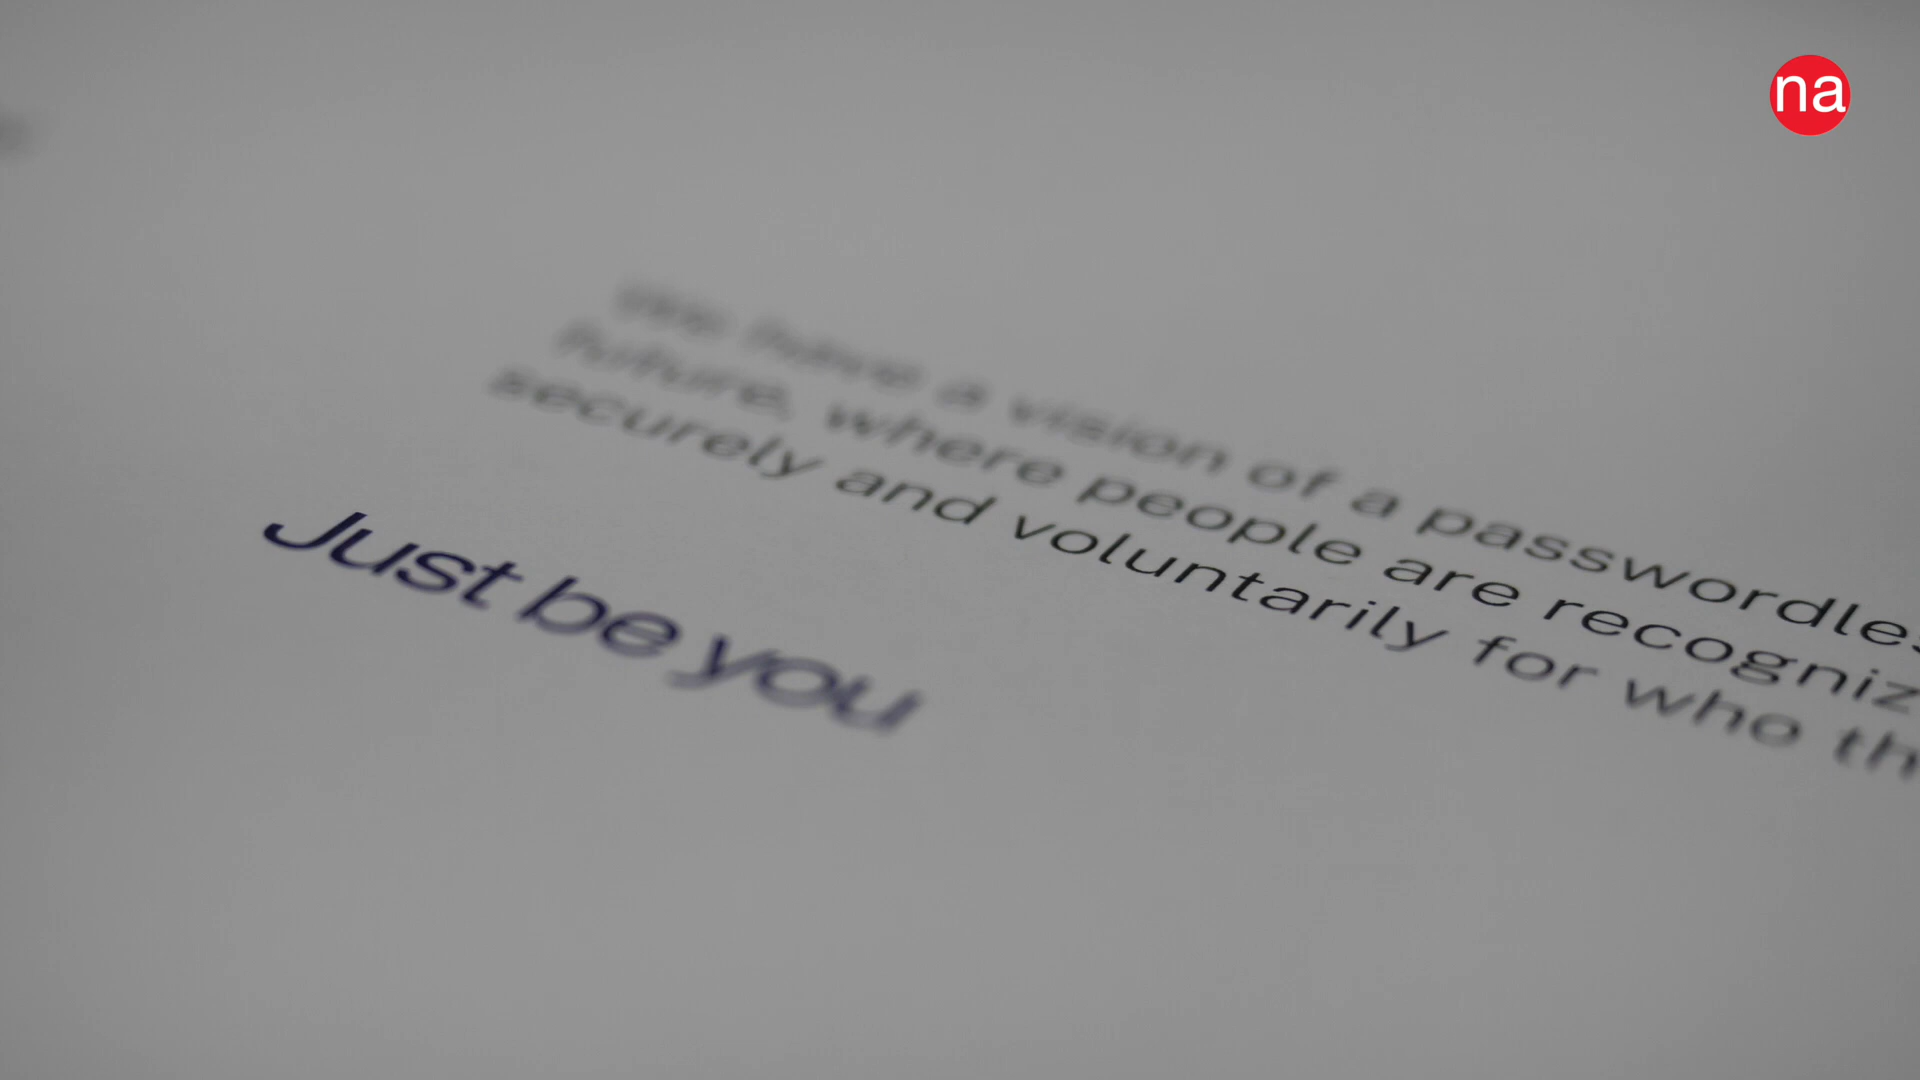 na
We have a vision of a passwordles
future, where people are recogniz
securely and voluntarily for who th
Just be you